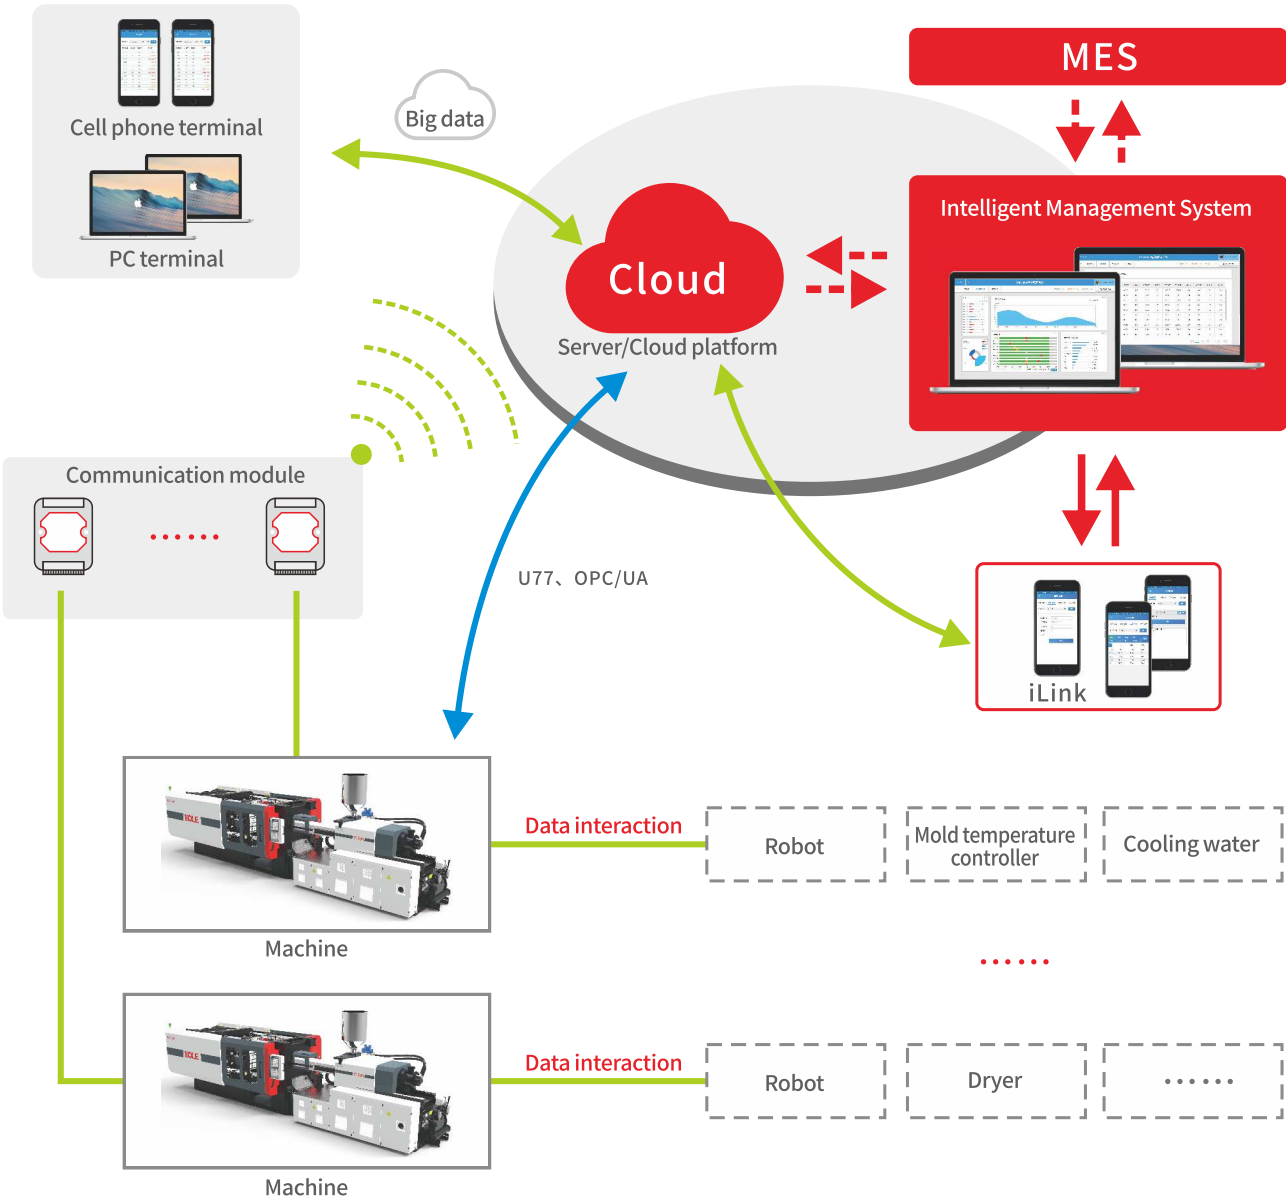 MES
Cell phone terminal
Big data
PC terminal
Intelligent Management System
Cloud
Server/Cloud platform
Communication module
U77、OPC/UA
iLink
Data interaction
Robot
Mold temperature
controller
Cooling water
Machine
Data interaction
Robot
Dryer
Machine